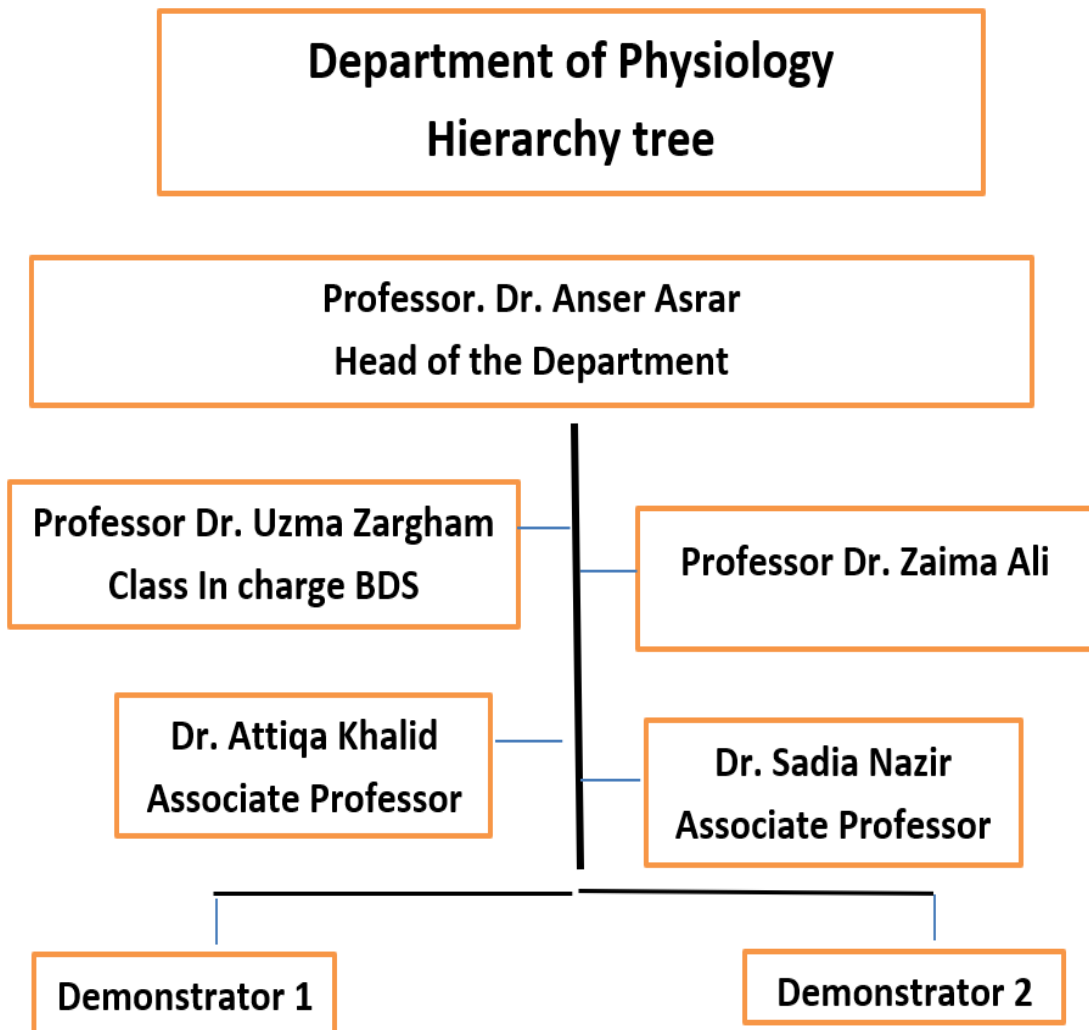 Department of Physiology
Hierarchy tree
Professor. Dr. Anser Asrar
Head of the Department
Professor Dr. Uzma Zargham
Class In charge BDS
Professor Dr. Zaima Ali
Dr. Attiqa Khalid
Associate Professor
Dr. Sadia Nazir
Associate Professor
Demonstrator 1
Demonstrator 2